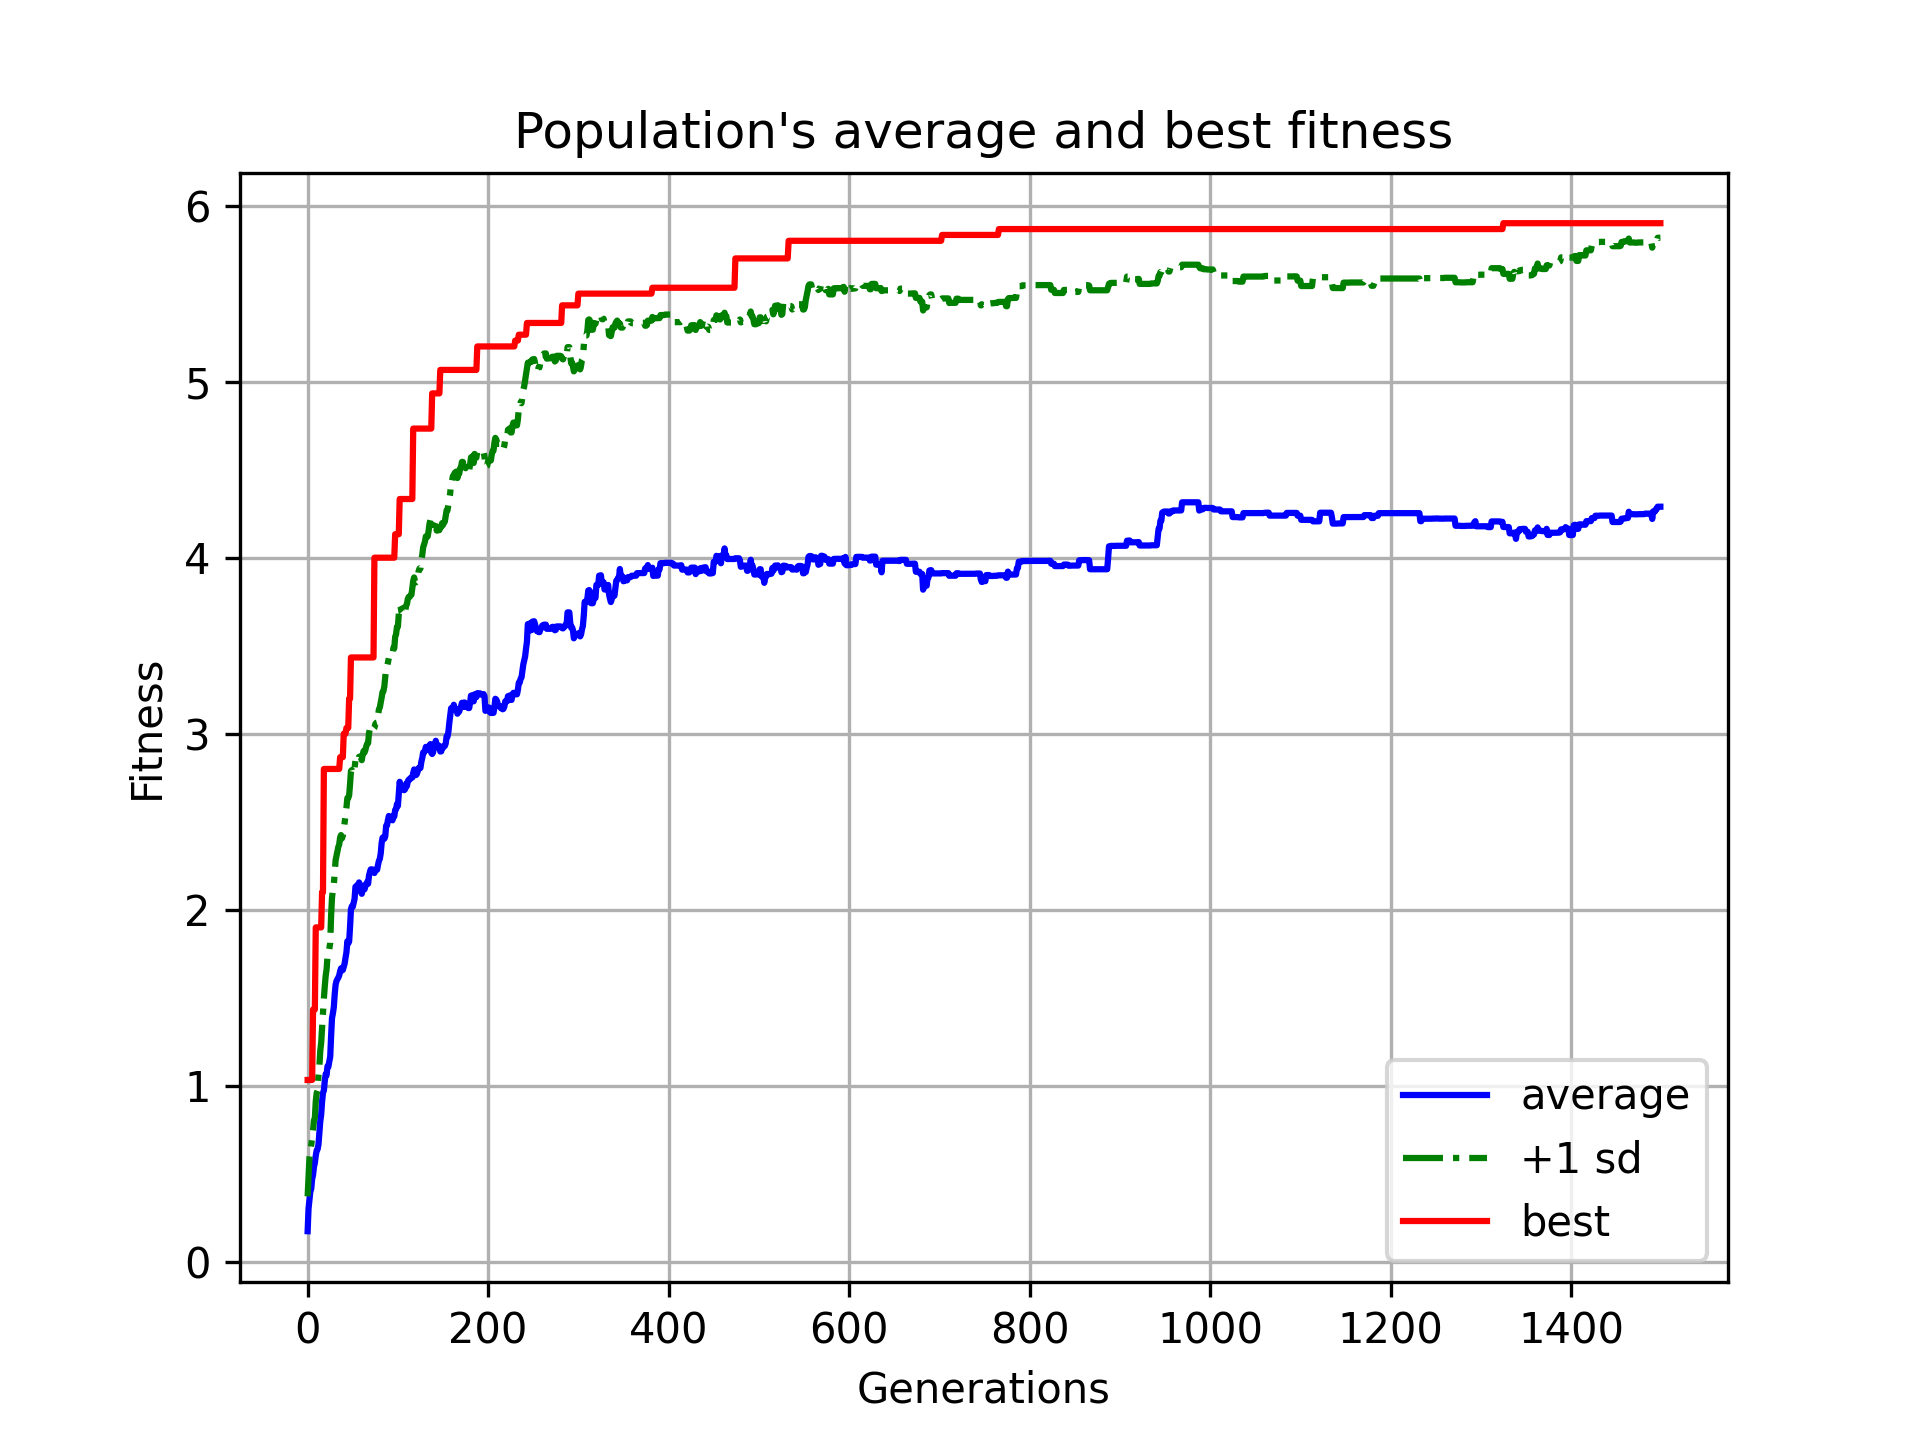 Population's average and best fitness
Fitness
6
5
4
3
2
1
0
0 200 400 600 800 1000 1200 1400
Generations
average
+1 sd
best